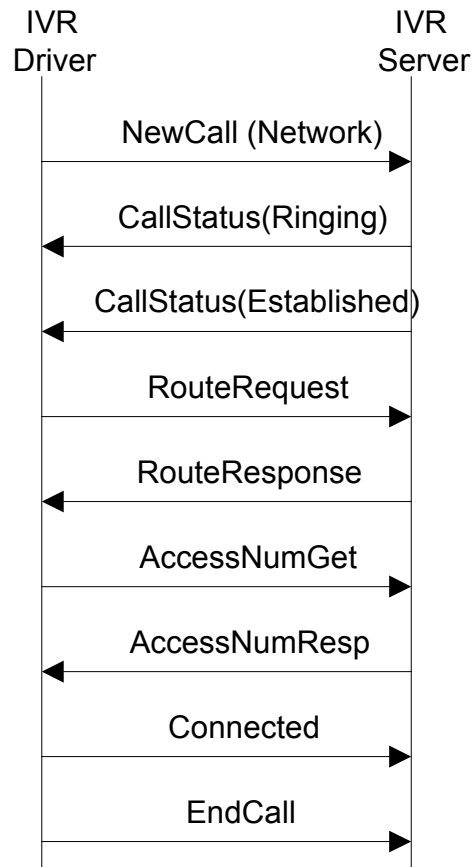 IVR
Driver
IVR
Server
NewCall (Network)
CallStatus(Ringing)
CallStatus(Established)
RouteRequest
RouteResponse
AccessNumGet
AccessNumResp
Connected
EndCall